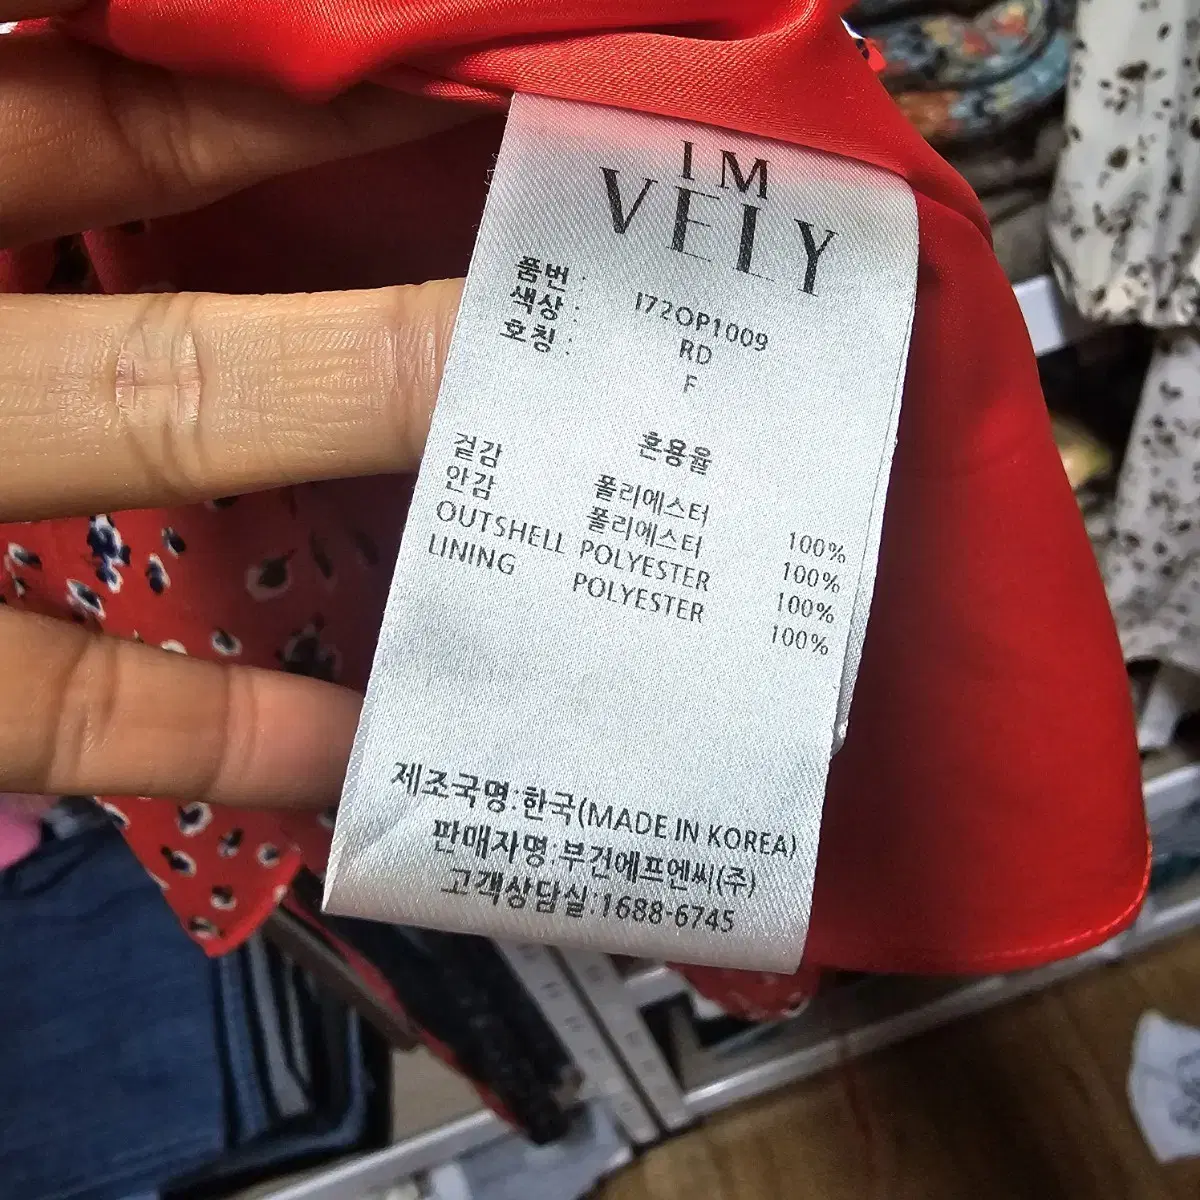 IM
VELY
품번 : I72OP1009
색상 : RD
호칭 : F
혼용율
겉감 폴리에스터 100%
안감 폴리에스터 100%
OUTSHELL POLYESTER 100%
LINING POLYESTER 100%
제조국명:한국(MADE IN KOREA)
판매자명:부건에프엔씨(주)
고객상담실:1688-6745